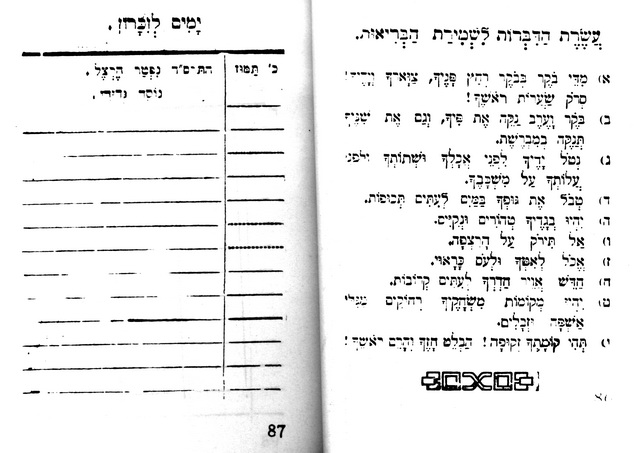 עֲשֶׂרֶת הַדִּבְּרוֹת לִשְׁמִירַת הַבְּרִיאוּת.
א) מִדֵּי בֹּקֶר בְּבֹקֶר רְחַץ פָּנֶיךָ, צַוָּארְךָ וְיָדֶיךָ!
סְרֹק שַׂעֲרוֹת רֹאשֶׁךָ!
ב) בֹּקֶר וָעֶרֶב נַקֵּה אֶת פִּיךָ, וְגַם אֶת שִׁנֶּיךָ
תְּנַקֶּה בְּמִבְרֶשֶׁת.
ג) נְטֹל יָדֶיךָ לִפְנֵי אָכְלְךָ וּשְׁתוֹתְךָ וְלִפְנֵי
עֲלוֹתְךָ עַל מִשְׁכָּבֶךָ.
ד) טְבֹל אֶת גּוּפְךָ בַּמַּיִם לְעִתִּים תְּכוּפוֹת.
ה) יִהְיוּ בְגָדֶיךָ טְהוֹרִים וּנְקִיִּים.
ו) אַל תִּירֹק עַל הָרִצְפָּה.
ז) אֱכֹל לְאִטְּךָ וּלְעֹס כָּרָאוּי.
ח) חַדֵּשׁ אֲוִיר חַדְרְךָ לְעִתִּים קְרוֹבוֹת.
ט) יִהְיוּ מְקוֹמוֹת מִשְׂחָקֶיךָ רְחוֹקִים מִגַּלֵּי
אַשְׁפָּה וּזְבָלִים.
י) תְּהִי קוֹמָתְךָ זְקוּפָה! הַבְלֵט חָזְךָ וְהָרֵם רֹאשְׁךָ!
יָמִים לְזִכָּרוֹן.
כ׳ תַּמּוּז התרס״ד נִפְטַר הֶרְצֵל.
נוֹסַד
87